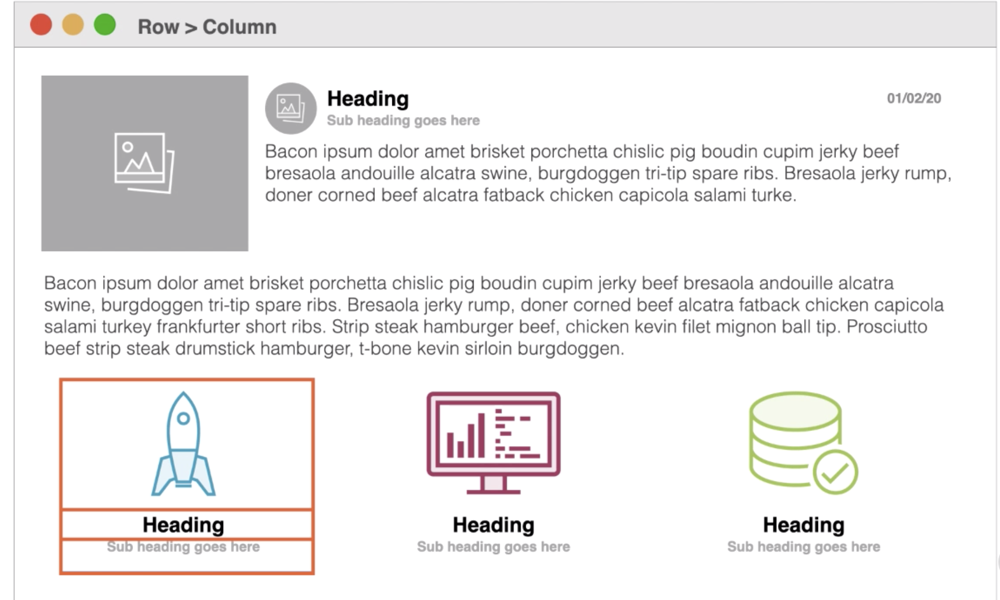 Row > Column
Heading
01/02/20
Sub heading goes here
Bacon ipsum dolor amet brisket porchetta chislic pig boudin cupim jerky beef
bresaola andouille alcatra swine, burgdoggen tri-tip spare ribs. Bresaola jerky rump,
doner corned beef alcatra fatback chicken capicola salami turke.
Bacon ipsum dolor amet brisket porchetta chislic pig boudin cupim jerky beef bresaola andouille alcatra
swine, burgdoggen tri-tip spare ribs. Bresaola jerky rump, doner corned beef alcatra fatback chicken capicola
salami turkey frankfurter short ribs. Strip steak hamburger beef, chicken kevin filet mignon ball tip. Prosciutto
beef strip steak drumstick hamburger, t-bone kevin sirloin burgdoggen.
Heading
Sub heading goes here
Heading
Sub heading goes here
Heading
Sub heading goes here